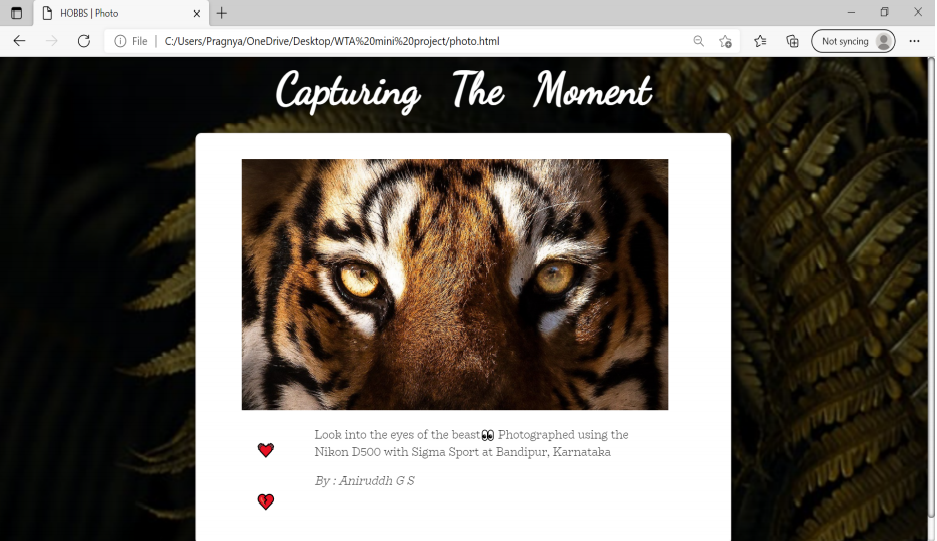 HOBBS | Photo
File | C:/Users/Pragnya/OneDrive/Desktop/WTA%20mini%20project/photo.html
Not syncing
Capturing The Moment
Look into the eyes of the beast👀 Photographed using the
Nikon D500 with Sigma Sport at Bandipur, Karnataka
By : Aniruddh G S